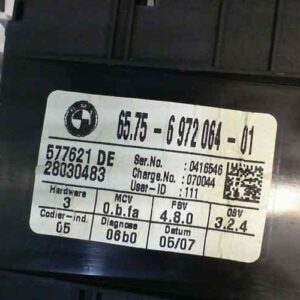 BMW
65.75 - 6 972 064 - 01
577621 DE
28030483
Ser.No. : 0416546
Charge.No. : 070044
User-ID : 111
Hardware MCV FSV OSV
3 0.b.fa 4.8.0 3.2.4
Codier-ind. Diagnose Datum
05 06b0 05/07